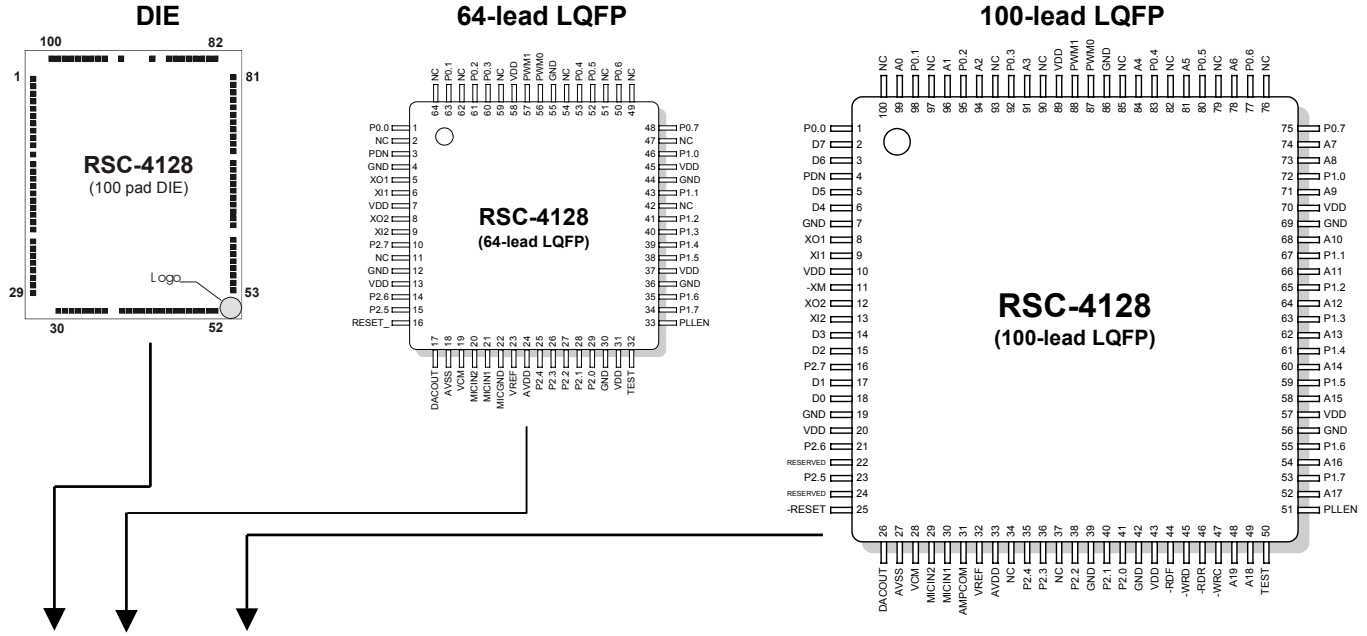 DIE
64-lead LQFP
100-lead LQFP
100
82
1
81
RSC-4128
(100 pad DIE)
Logo
29
53
30
52
64 NC
63 P0.1
62 NC
61 P0.2
60 P0.3
59 NC
58 VDD
57 PWM1
56 PWM0
55 GND
54 NC
53 P0.4
52 P0.5
51 NC
50 P0.6
49 NC
P0.0 1
NC 2
PDN 3
GND 4
XO1 5
XI1 6
VDD 7
XO2 8
XI2 9
P2.7 10
NC 11
GND 12
VDD 13
P2.6 14
P2.5 15
RESET_ 16
RSC-4128
(64-lead LQFP)
48 P0.7
47 NC
46 P1.0
45 VDD
44 GND
43 P1.1
42 NC
41 P1.2
40 P1,3
39 P1.4
38 P1.5
37 VDD
36 GND
35 P1.6
34 P1.7
33 PLLEN
17 DACOUT
18 AVSS
19 VCM
20 MICIN2
21 MICIN1
22 MICGND
23 VREF
24 AVDD
25 P2.4
26 P2.3
27 P2.2
28 P2.1
29 P2.0
30 GND
31 VDD
32 TEST
100 NC
99 A0
98 P0.1
97 NC
96 A1
95 P0.2
94 A2
93 NC
92 P0.3
91 A3
90 NC
89 VDD
88 PWM1
87 PWM0
86 GND
85 NC
84 A4
83 P0.4
82 NC
81 A5
80 P0.5
79 NC
78 A6
77 P0.6
76 NC
P0.0 1
D7 2
D6 3
PDN 4
D5 5
D4 6
GND 7
XO1 8
XI1 9
VDD 10
-XM 11
XO2 12
XI2 13
D3 14
D2 15
P2.7 16
D1 17
D0 18
GND 19
VDD 20
P2.6 21
RESERVED 22
P2.5 23
RESERVED 24
-RESET 25
RSC-4128
(100-lead LQFP)
75 P0.7
74 A7
73 A8
72 P1.0
71 A9
70 VDD
69 GND
68 A10
67 P1.1
66 A11
65 P1.2
64 A12
63 P1.3
62 A13
61 P1.4
60 A14
59 P1.5
58 A15
57 VDD
56 GND
55 P1.6
54 A16
53 P1.7
52 A17
51 PLLEN
26 DACOUT
27 AVSS
28 VCM
29 MICIN2
30 MICIN1
31 AMPCOM
32 VREF
33 AVDD
34 NC
35 P2.4
36 P2.3
37 NC
38 P2.2
39 GND
40 P2.1
41 P2.0
42 GND
43 VDD
44 -RDF
45 -WRD
46 -RDR
47 -WRC
48 A19
49 A18
50 TEST